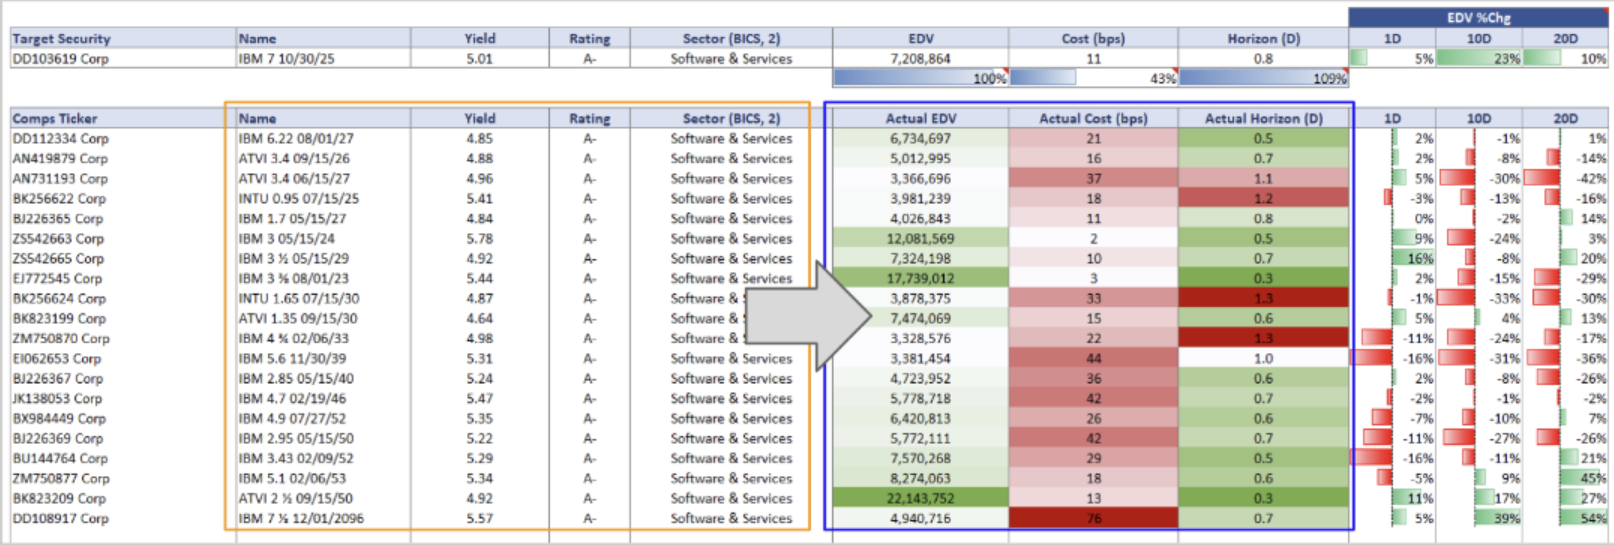 EDV %Chg
Target Security Name Yield Rating Sector (BICS, 2) EDV Cost (bps) Horizon (D) 1D 10D 20D
DD103619 Corp IBM 7 10/30/25 5.01 A- Software & Services 7,208,864 11 0.8 5% 23% 10%
100% 43% 109%
Comps Ticker Name Yield Rating Sector (BICS, 2) Actual EDV Actual Cost (bps) Actual Horizon (D) 1D 10D 20D
DD112334 Corp IBM 6.22 08/01/27 4.85 A- Software & Services 6,734,697 21 0.5 2% -1% 1%
AN419879 Corp ATVI 3.4 09/15/26 4.88 A- Software & Services 5,012,995 16 0.7 2% -8% -14%
AN731193 Corp ATVI 3.4 06/15/27 4.96 A- Software & Services 3,366,696 37 1.1 5% -30% -42%
BK256622 Corp INTU 0.95 07/15/25 5.41 A- Software & Services 3,981,239 18 1.2 -3% -13% -16%
BJ226365 Corp IBM 1.7 05/15/27 4.84 A- Software & Services 4,026,843 11 0.8 0% -2% 14%
ZS542663 Corp IBM 3 05/15/24 5.78 A- Software & Services 12,081,569 2 0.5 9% -24% 3%
ZS542665 Corp IBM 3 ½ 05/15/29 4.92 A- Software & Services 7,324,198 10 0.7 16% -8% 20%
EJ772545 Corp IBM 3 08/01/23 5.44 A- Software & Services 17,739,012 3 0.3 2% -15% -29%
BK256624 Corp INTU 1.65 07/15/30 4.87 A- Software & 3,878,375 33 1.3 -1% -33% -30%
BK823199 Corp ATVI 1.35 09/15/30 4.64 A- Software & 7,474,069 15 0.6 5% 4% 13%
ZM750870 Corp IBM 4 02/06/33 4.98 A- Software & 3,328,576 22 1.3 -11% -24% -17%
EI062653 Corp IBM 5.6 11/30/39 5.31 A- Software & Services 3,381,454 44 1.0 -16% -31% -36%
BJ226367 Corp IBM 2.85 05/15/40 5.24 A- Software & Services 4,723,952 36 0.6 2% -8% -26%
JK138053 Corp IBM 4.7 02/19/46 5.47 A- Software & Services 5,778,718 42 0.7 -2% -1% -2%
BX984449 Corp IBM 4.9 07/27/52 5.35 A- Software & Services 6,420,813 26 0.6 -7% -10% 7%
BJ226369 Corp IBM 2.95 05/15/50 5.22 A- Software & Services 5,772,111 42 0.7 -11% -27% -26%
BU144764 Corp IBM 3.43 02/09/52 5.29 A- Software & Services 7,570,268 29 0.5 -16% -11% 21%
ZM750877 Corp IBM 5.1 02/06/53 5.34 A- Software & Services 8,274,063 18 0.6 -5% 9% 45%
BK823209 Corp ATVI 2 ½ 09/15/50 4.92 A- Software & Services 22,143,752 13 0.3 11% 17% 27%
DD108917 Corp IBM 7 12/01/2096 5.57 A- Software & Services 4,940,716 76 0.7 5% 39% 54%